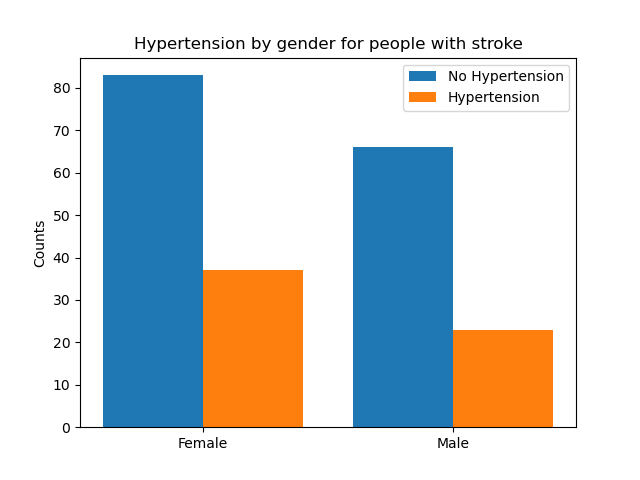 Hypertension by gender for people with stroke
No Hypertension
Hypertension
Counts
80
70
60
50
40
30
20
10
0
Female
Male